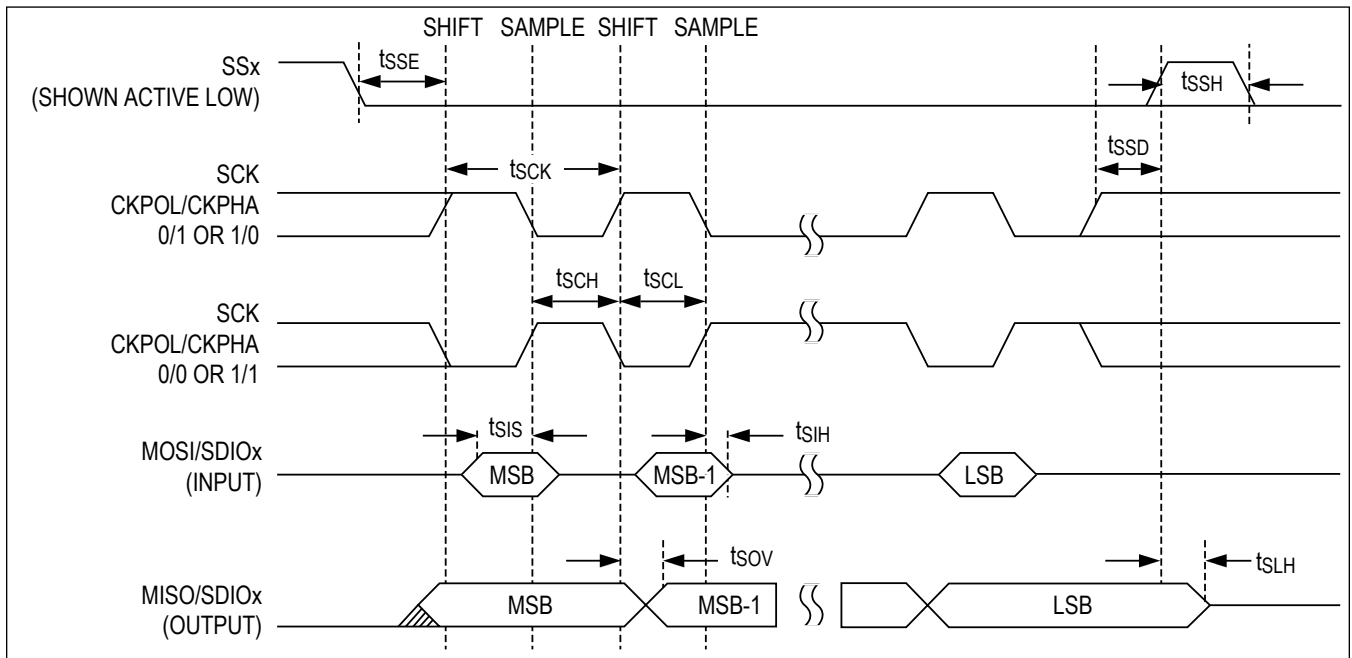 SHIFT SAMPLE SHIFT SAMPLE
SSx
(SHOWN ACTIVE LOW)
tSSE
tSSH
tSSD
SCK
CKPOL/CKPHA
0/1 OR 1/0
tSCK
tSCH
tSCL
SCK
CKPOL/CKPHA
0/0 OR 1/1
tSIS
tSIH
MOSI/SDIOx
(INPUT)
MSB
MSB-1
LSB
tSOV
tSLH
MISO/SDIOx
(OUTPUT)
MSB
MSB-1
LSB